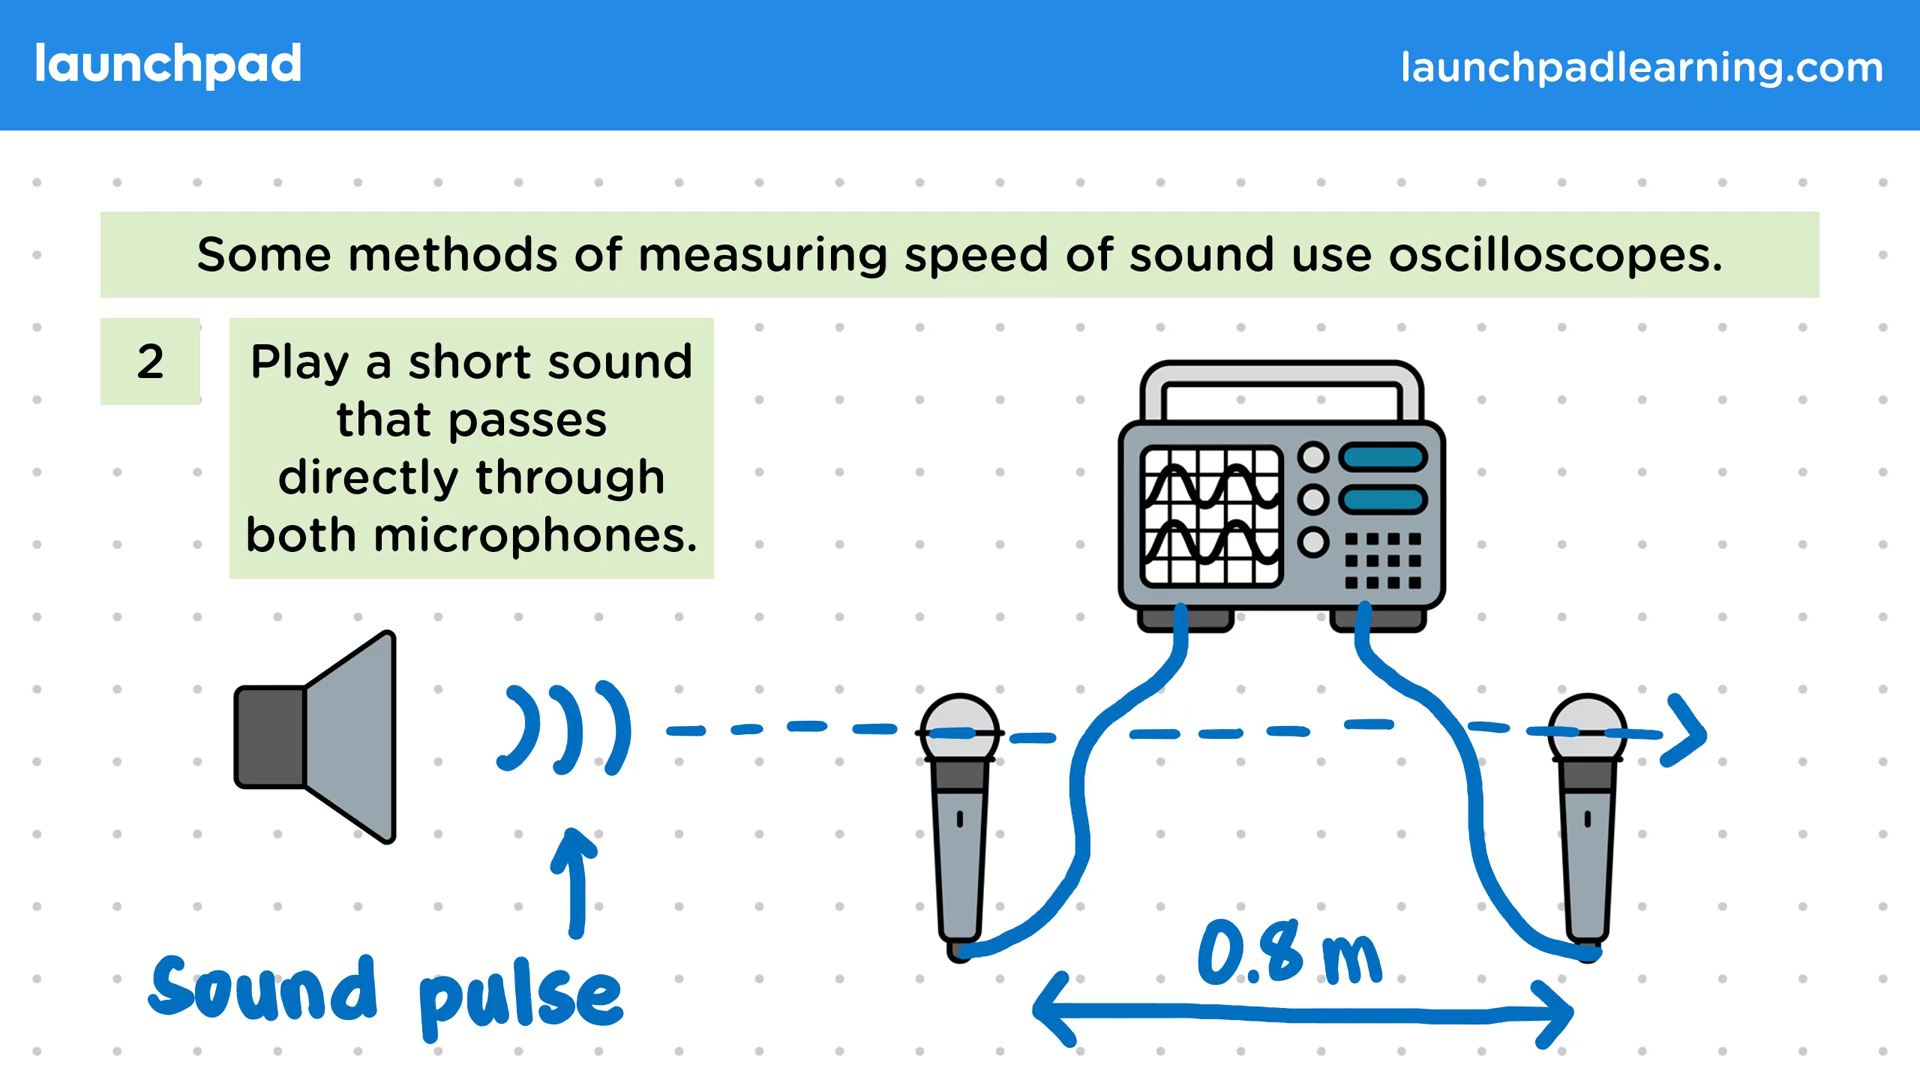 launchpad
launchpadlearning.com
Some methods of measuring speed of sound use oscilloscopes.
2
Play a short sound
that passes
directly through
both microphones.
0.8 m
Sound pulse